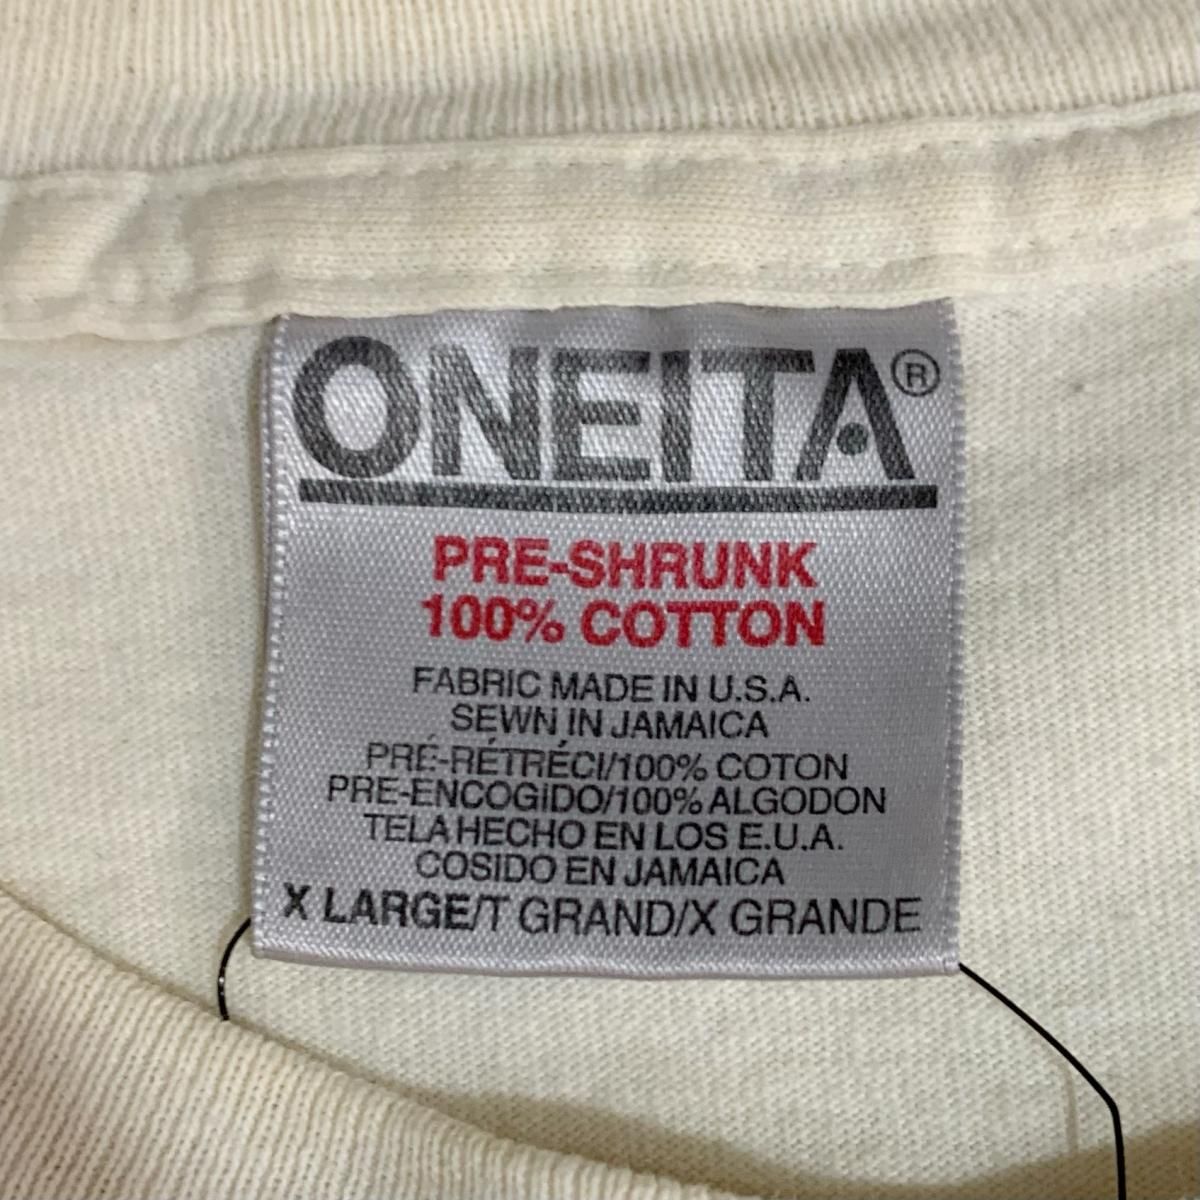 ONEITA®
PRE-SHRUNK
100% COTTON
FABRIC MADE IN U.S.A.
SEWN IN JAMAICA
PRÉ-RÉTRÉCI/100% COTON
PRE-ENCOGIDO/100% ALGODON
TELA HECHO EN LOS E.U.A.
COSIDO EN JAMAICA
X LARGE/T GRAND/X GRANDE